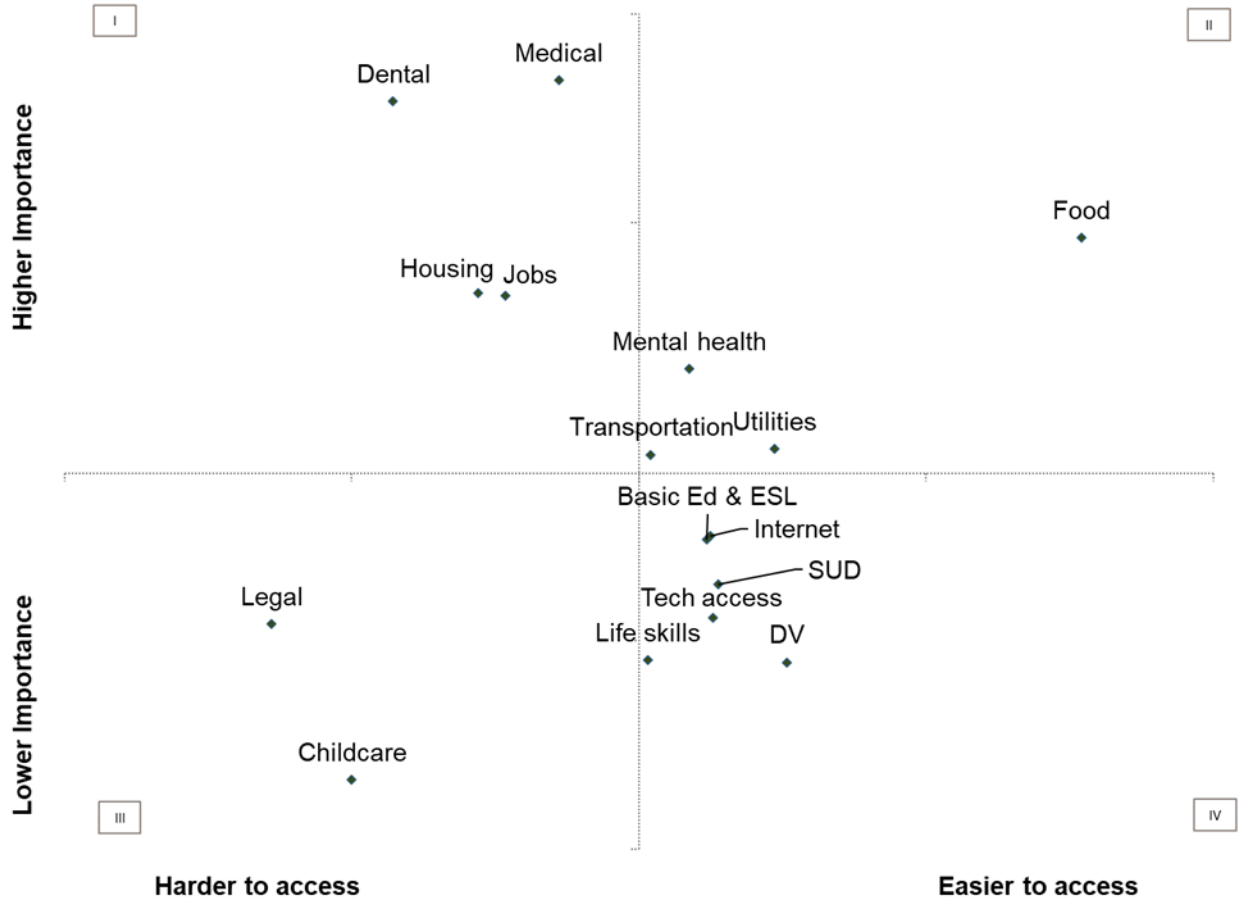 I
II
Medical
Dental
Higher Importance
Food
Housing
Jobs
Mental health
Transportation
Utilities
Basic Ed & ESL
Internet
SUD
Legal
Tech access
Life skills
DV
Lower Importance
Childcare
III
IV
Harder to access
Easier to access